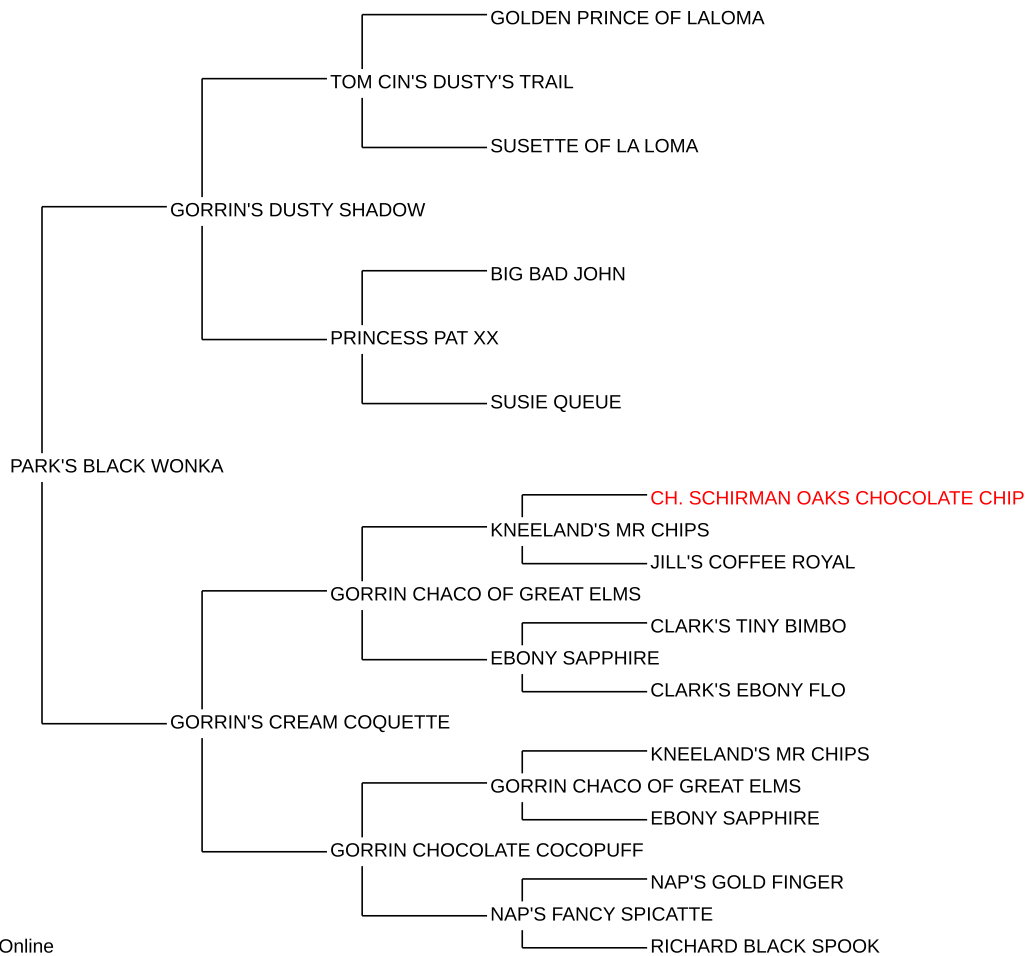 GOLDEN PRINCE OF LALOMA
TOM CIN'S DUSTY'S TRAIL
SUSETTE OF LA LOMA
GORRIN'S DUSTY SHADOW
BIG BAD JOHN
PRINCESS PAT XX
SUSIE QUEUE
PARK'S BLACK WONKA
CH. SCHIRMAN OAKS CHOCOLATE CHIP
KNEELAND'S MR CHIPS
JILL'S COFFEE ROYAL
GORRIN CHACO OF GREAT ELMS
CLARK'S TINY BIMBO
EBONY SAPPHIRE
CLARK'S EBONY FLO
GORRIN'S CREAM COQUETTE
KNEELAND'S MR CHIPS
GORRIN CHACO OF GREAT ELMS
EBONY SAPPHIRE
GORRIN CHOCOLATE COCOPUFF
NAP'S GOLD FINGER
NAP'S FANCY SPICATTE
RICHARD BLACK SPOOK
Online